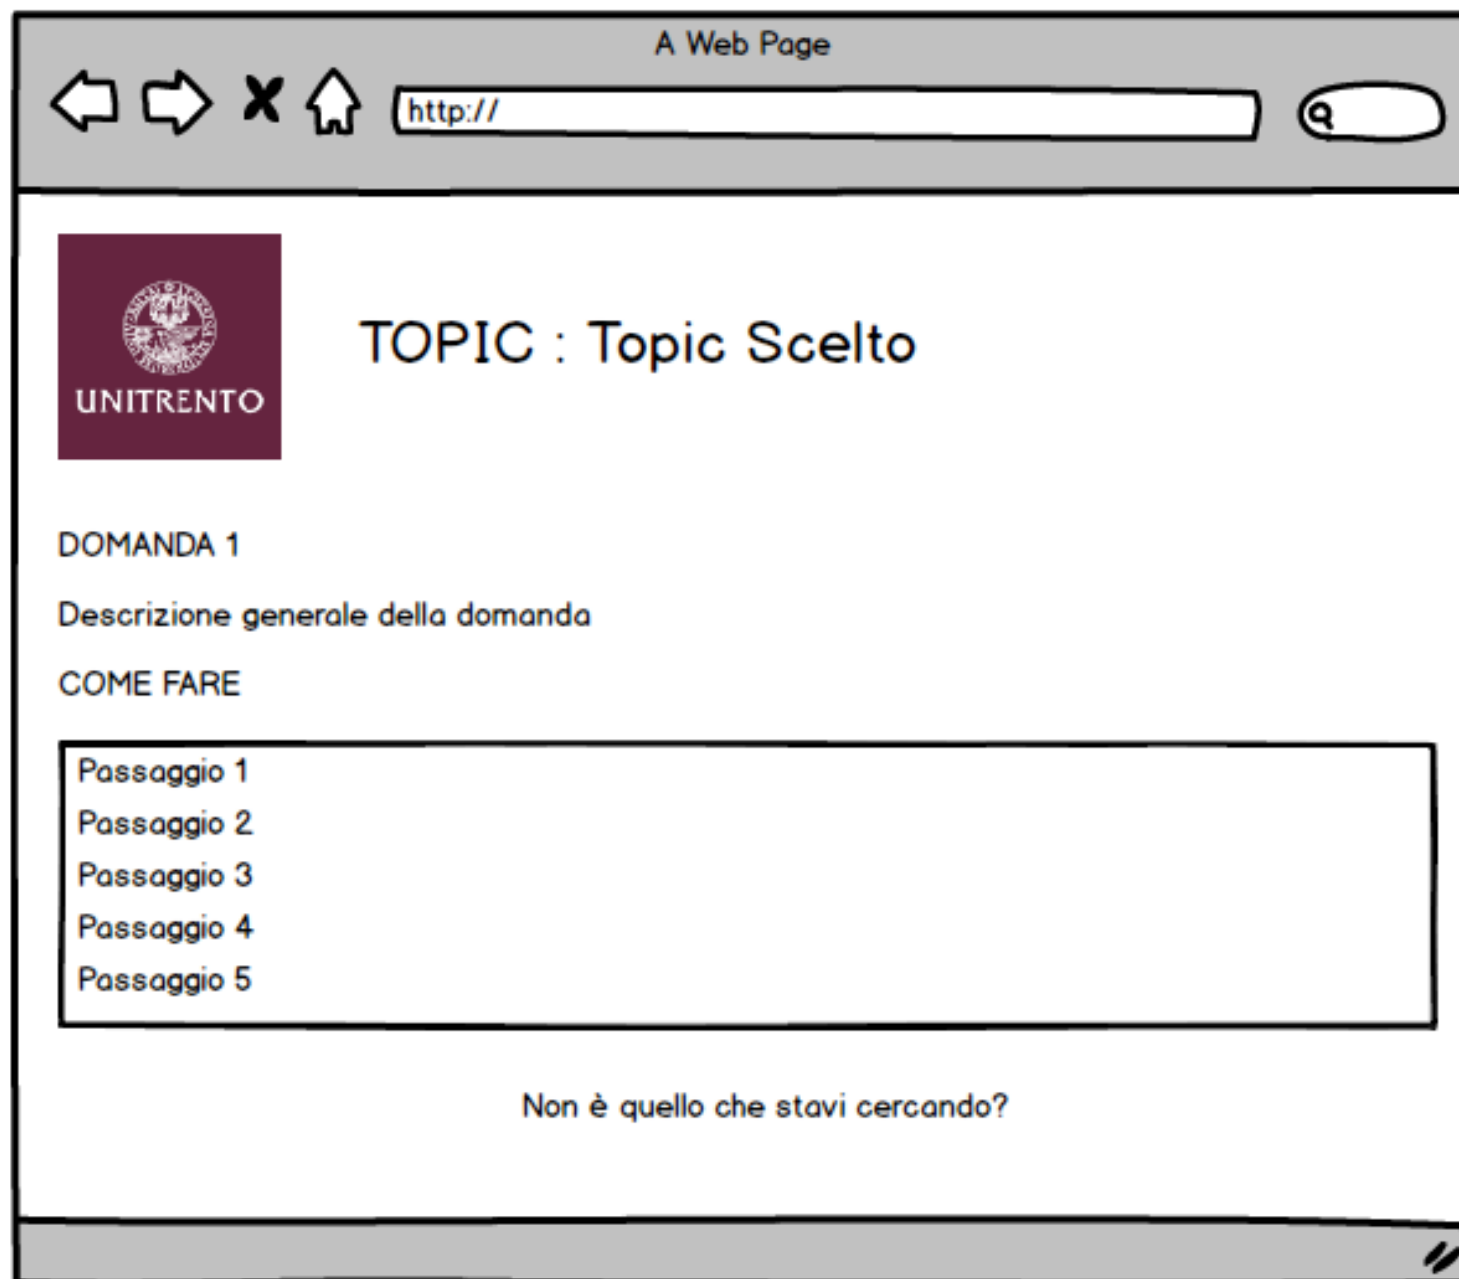 A Web Page
http://
UNITRENTO
TOPIC : Topic Scelto
DOMANDA 1
Descrizione generale della domanda
COME FARE
Passaggio 1
Passaggio 2
Passaggio 3
Passaggio 4
Passaggio 5
Non è quello che stavi cercando?